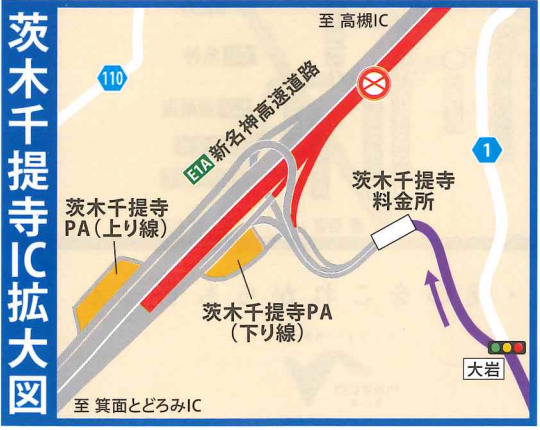 茨木千提寺IC拡大図
至 高槻IC
110
E1A 新名神高速道路
1
茨木千提寺
料金所
茨木千提寺
PA(上り線)
茨木千提寺PA
(下り線)
大岩
至 箕面とどろみIC